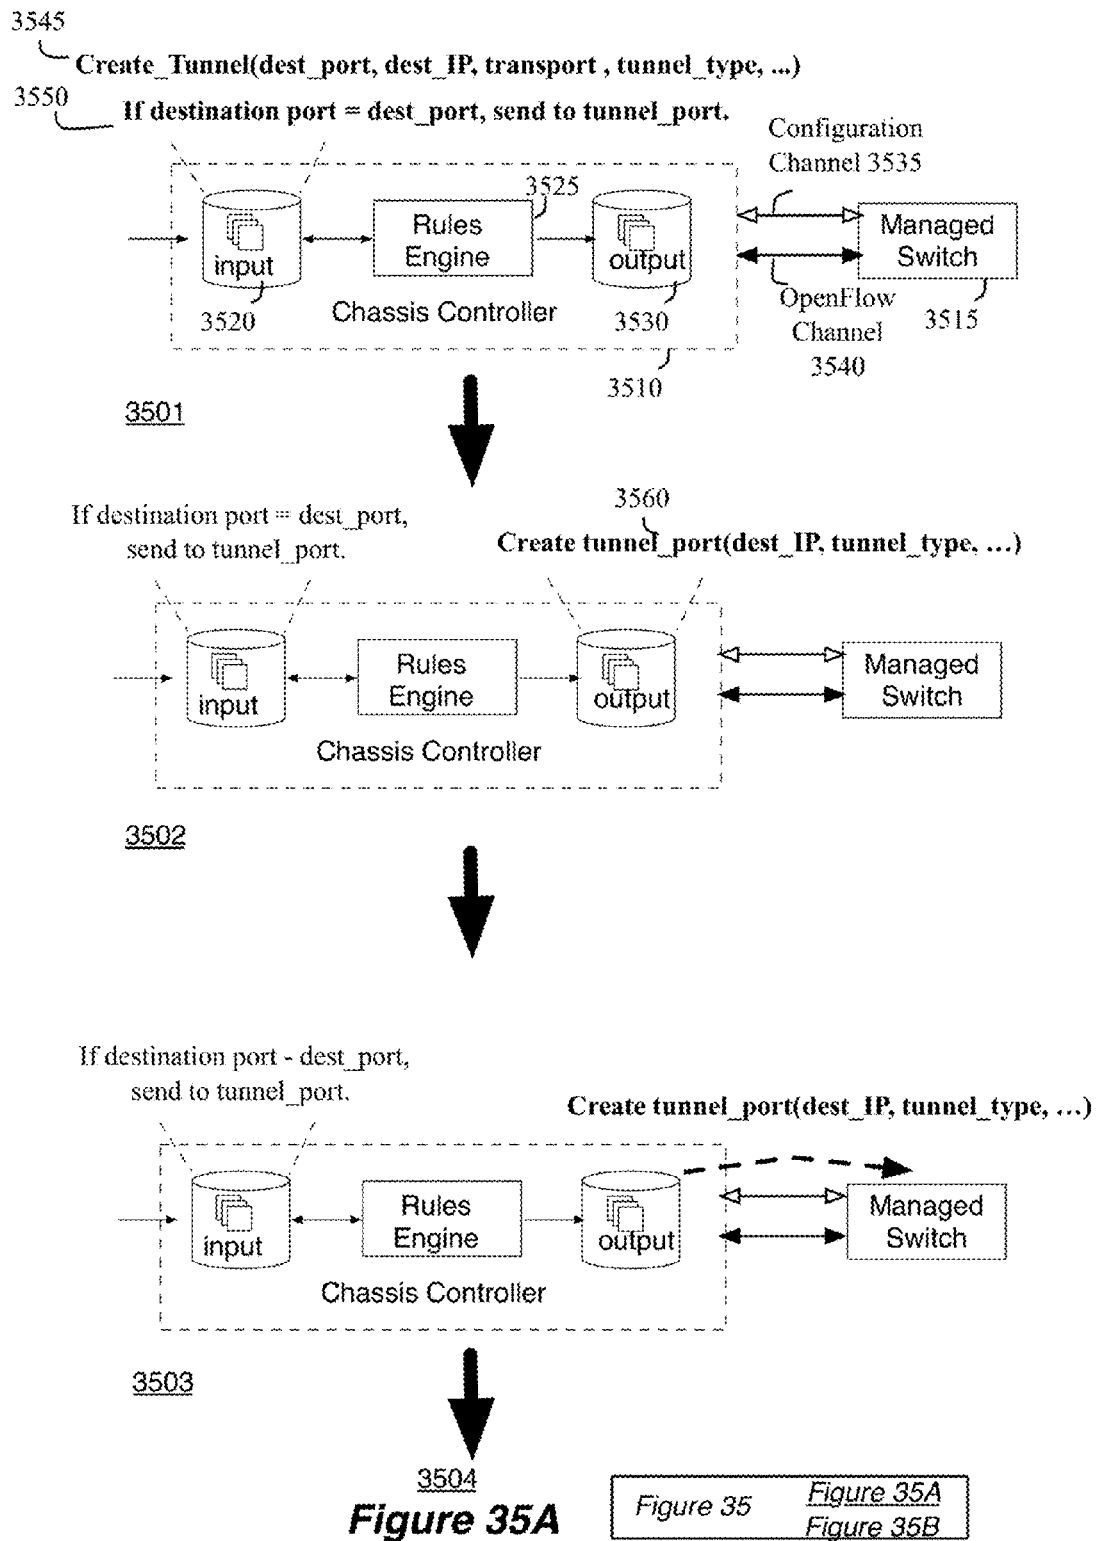 3545
Create_Tunnel(dest_port, dest_IP, transport , tunnel_type, ...)
3550
If destination port = dest_port, send to tunnel_port.
Configuration
Channel 3535
3525
Rules
Engine
input
output
Managed
Switch
3520
Chassis Controller
3530
OpenFlow
Channel
3540
3515
3510
3501
3560
If destination port = dest_port,
send to tunnel_port.
Create tunnel_port(dest_IP, tunnel_type, ...)
Rules
Engine
input
output
Managed
Switch
Chassis Controller
3502
If destination port - dest_port,
send to tunnel_port.
Create tunnel_port(dest_IP, tunnel_type, ...)
Rules
Engine
input
output
Managed
Switch
Chassis Controller
3503
3504
Figure 35A
Figure 35
Figure 35A
Figure 35B